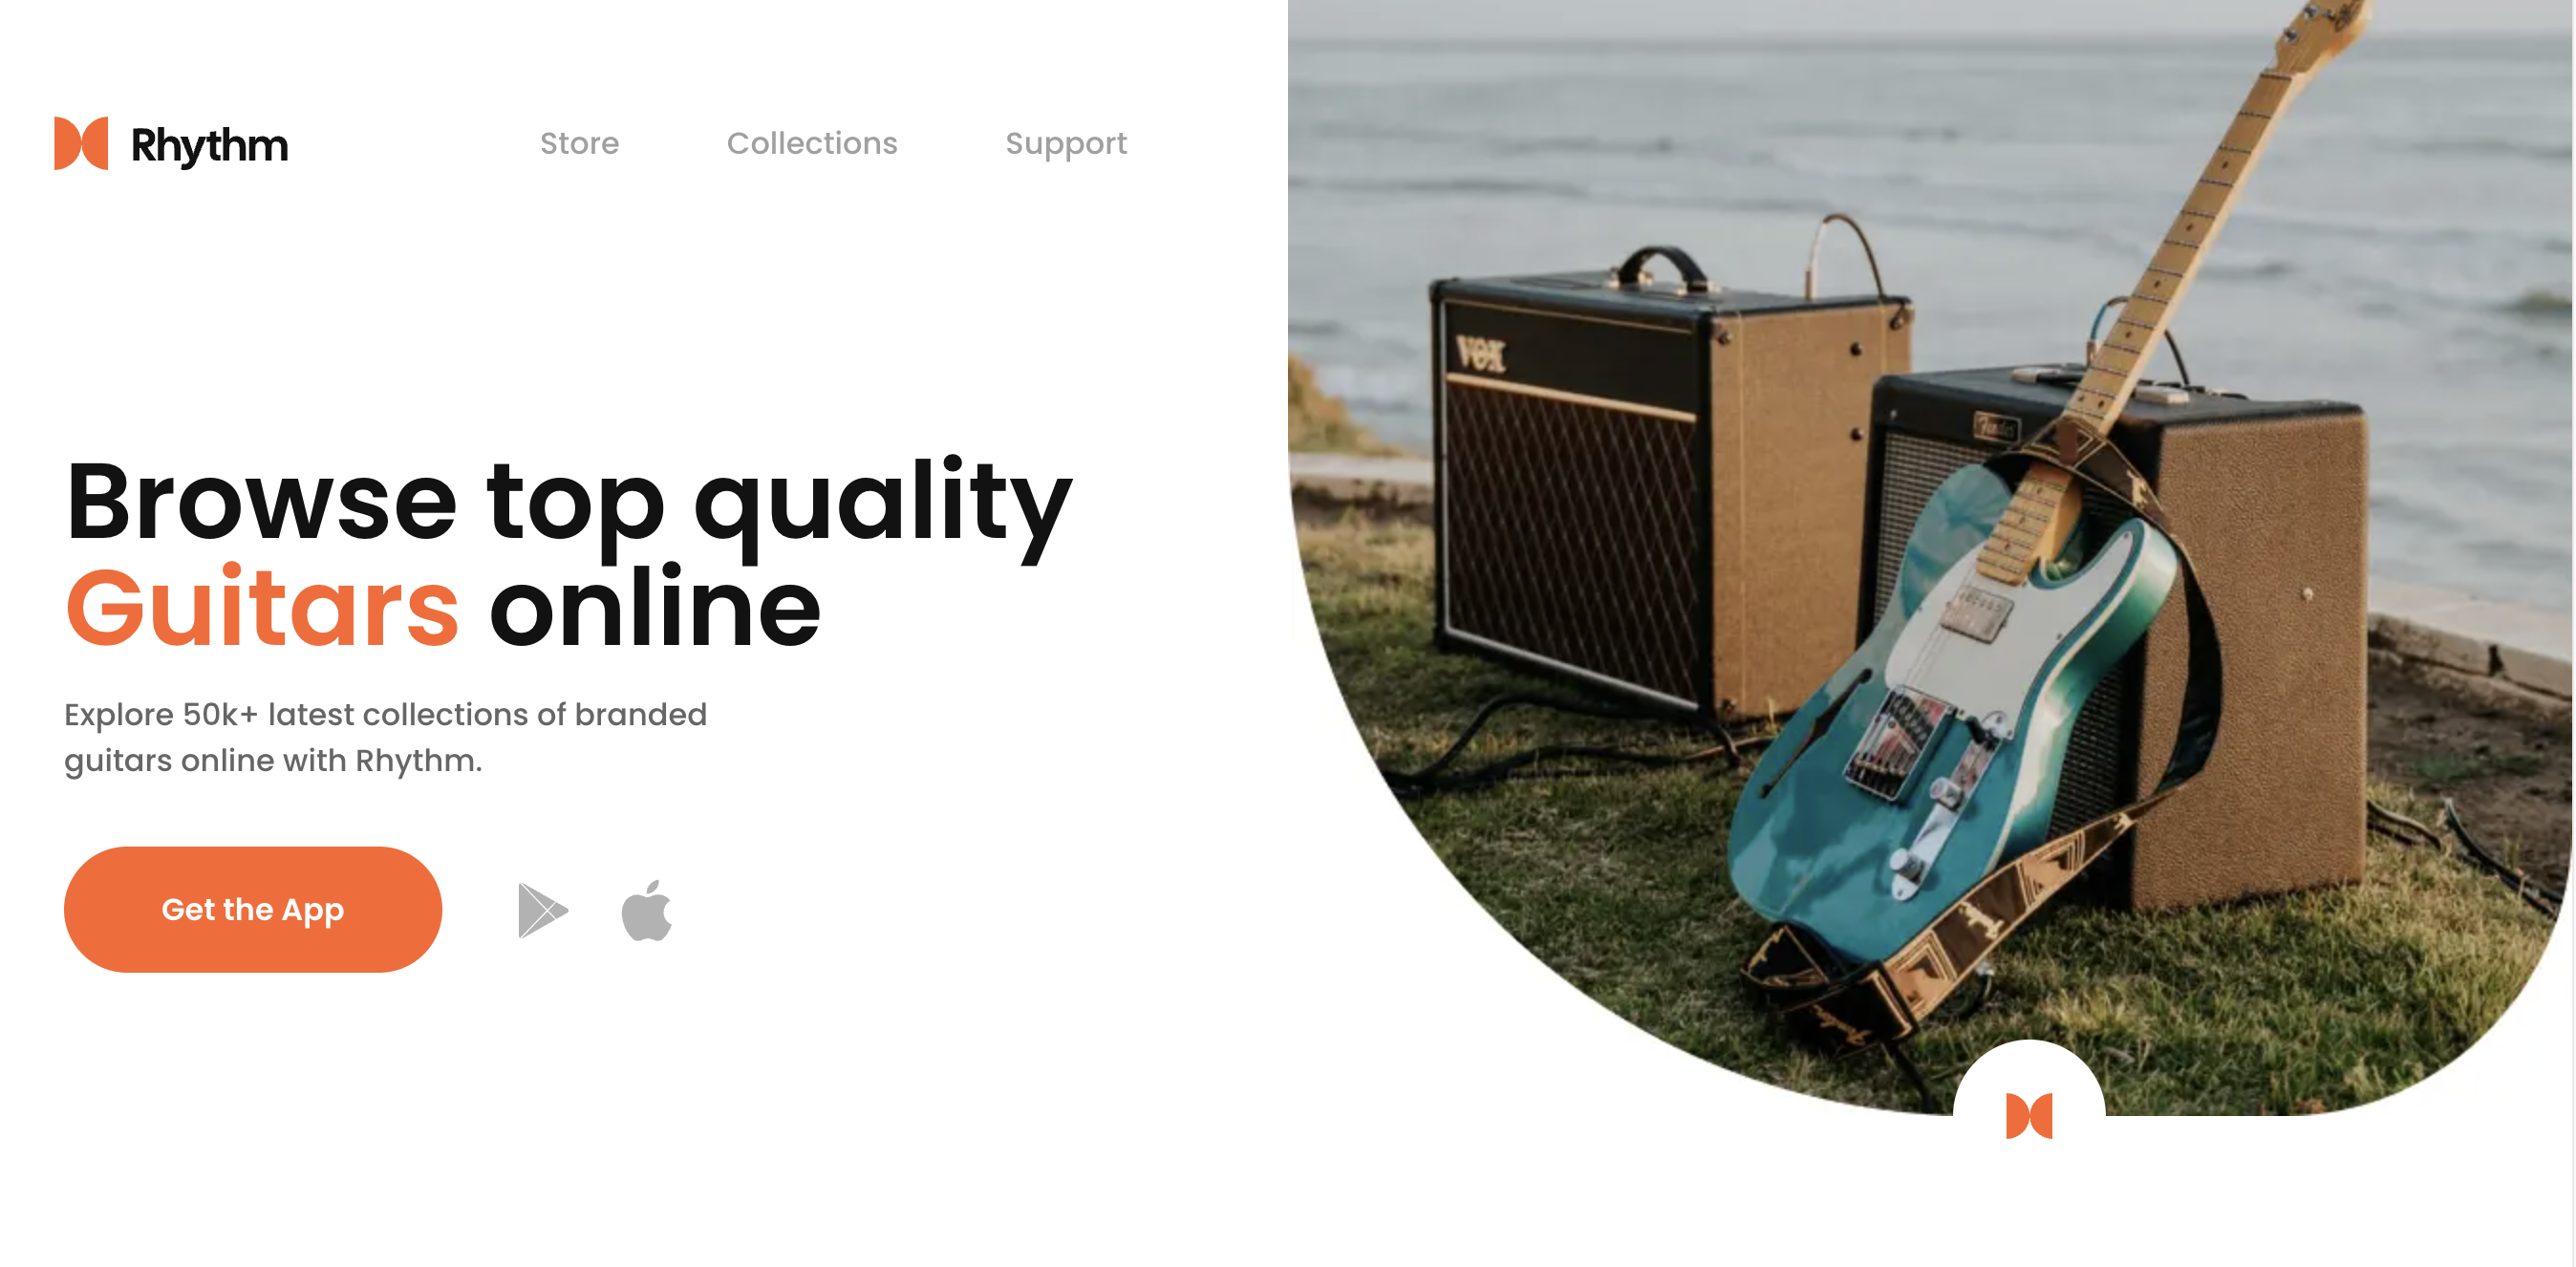 Rhythm
Store
Collections
Support
Browse top quality
Guitars online
Explore 50k+ latest collections of branded
guitars online with Rhythm.
Get the App
VOX
Fender
Fender